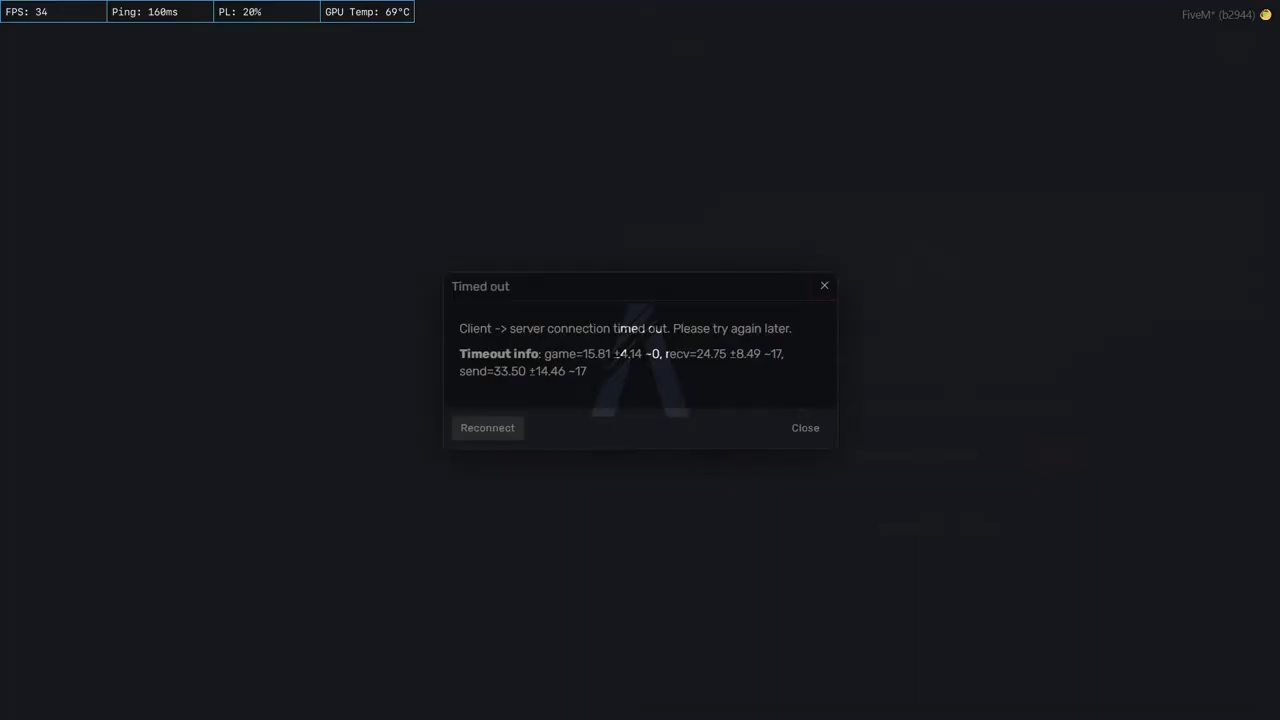 FPS: 34 Ping: 160ms PL: 20% GPU Temp: 69°C
FiveM* (b2944)
Timed out
Client -> server connection timed out. Please try again later.
Timeout info: game=15.81 ±4.14 ~0, recv=24.75 ±8.49 ~17,
send=33.50 ±14.46 ~17
Reconnect Close